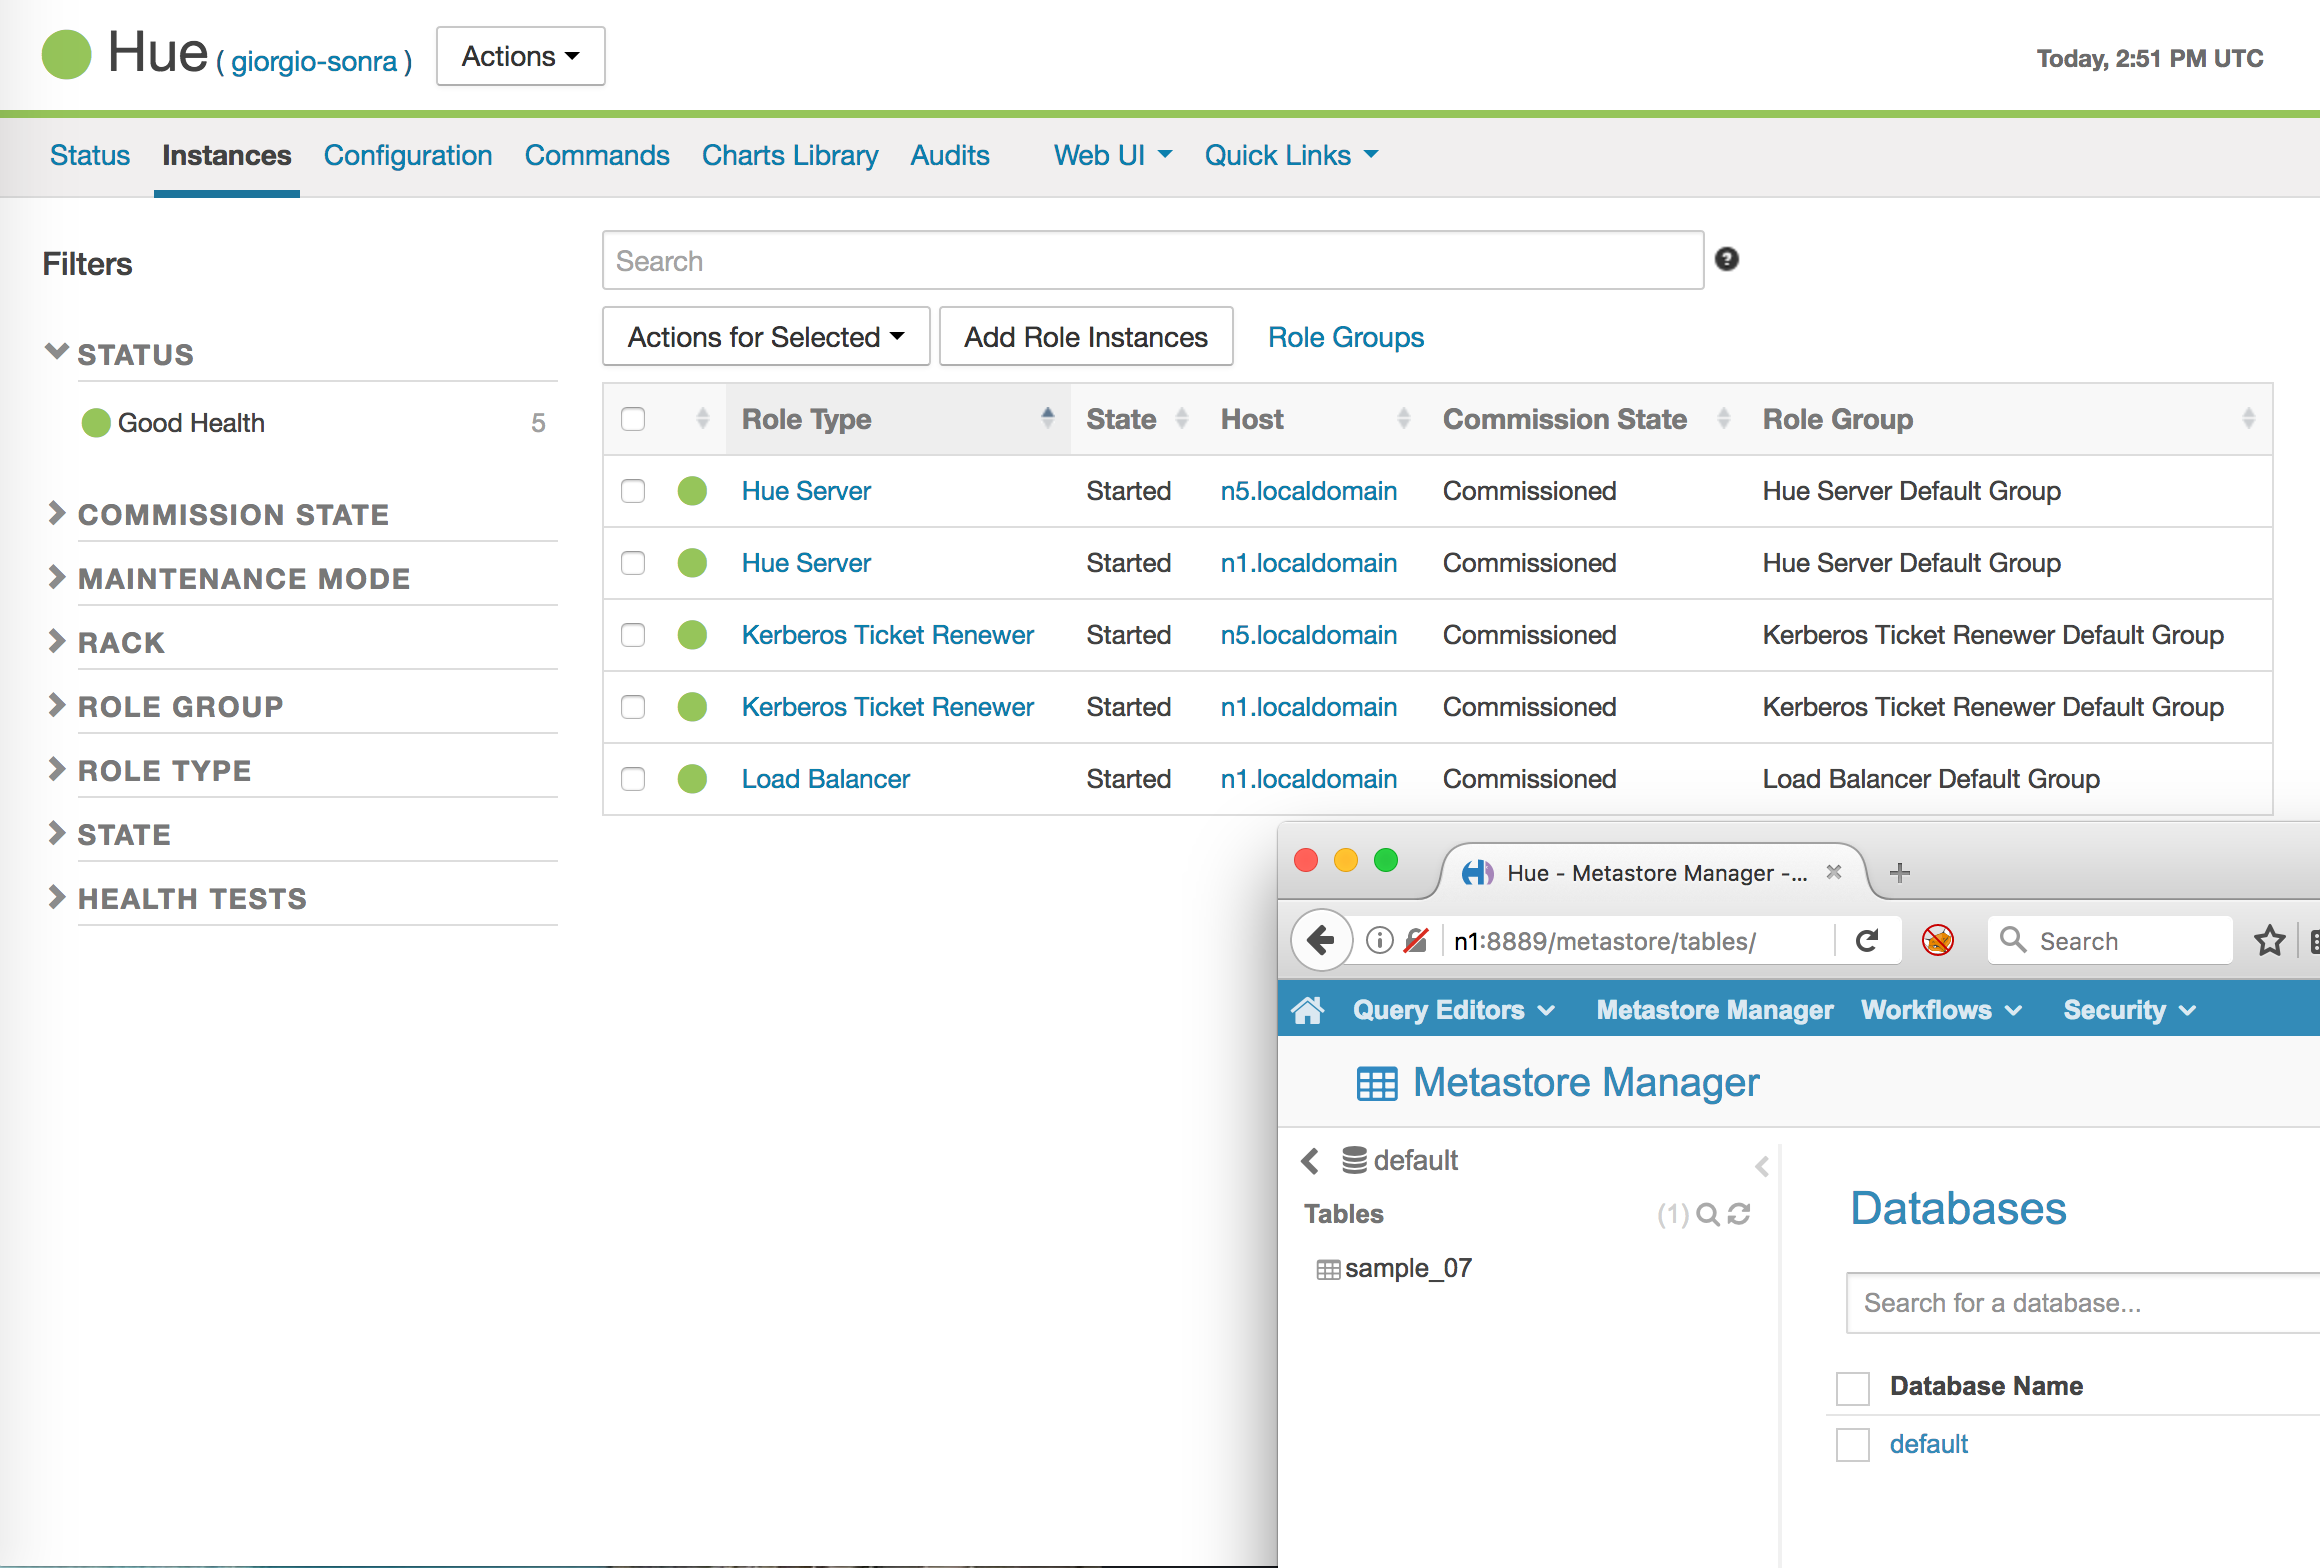 Hue ( giorgio-sonra ) Actions
Today, 2:51 PM UTC
Status Instances Configuration Commands Charts Library Audits Web UI Quick Links
Filters
STATUS
Good Health 5
COMMISSION STATE
MAINTENANCE MODE
RACK
ROLE GROUP
ROLE TYPE
STATE
HEALTH TESTS
Search ?
Actions for Selected Add Role Instances Role Groups
Role Type State Host Commission State Role Group
Hue Server Started n5.localdomain Commissioned Hue Server Default Group
Hue Server Started n1.localdomain Commissioned Hue Server Default Group
Kerberos Ticket Renewer Started n5.localdomain Commissioned Kerberos Ticket Renewer Default Group
Kerberos Ticket Renewer Started n1.localdomain Commissioned Kerberos Ticket Renewer Default Group
Load Balancer Started n1.localdomain Commissioned Load Balancer Default Group
Hue - Metastore Manager -...
n1:8889/metastore/tables/ Search
Query Editors Metastore Manager Workflows Security
Metastore Manager
default
Tables (1)
sample_07
Databases
Search for a database...
Database Name
default